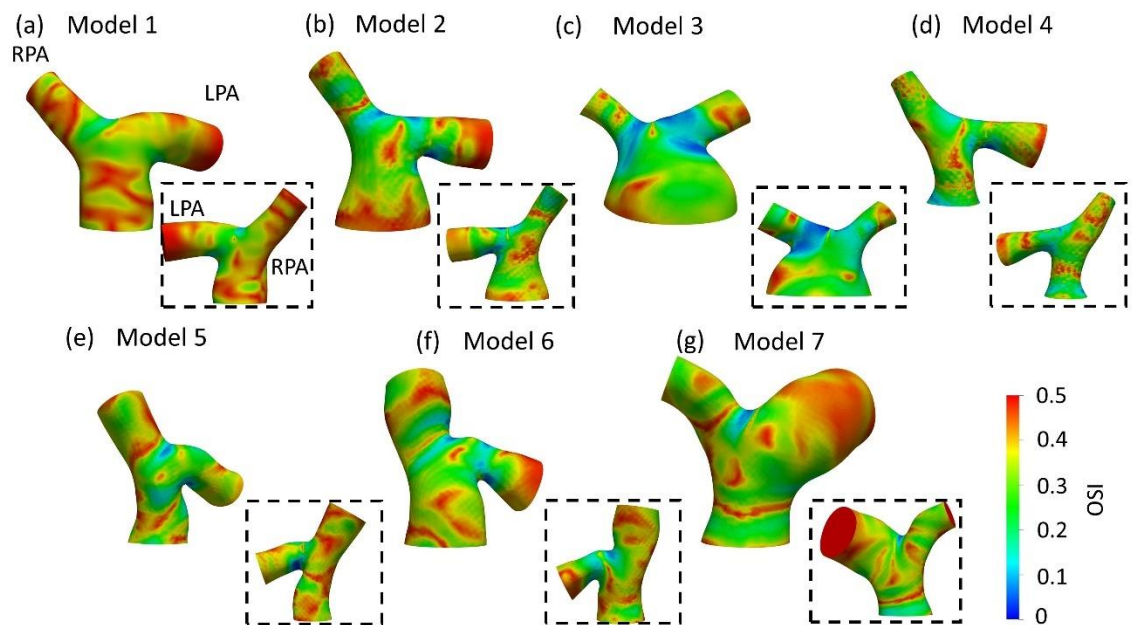 (a) Model 1
(b) Model 2
(c) Model 3
(d) Model 4
RPA
LPA
LPA
RPA
(e) Model 5
(f) Model 6
(g) Model 7
0.5
0.4
0.3
0.2
0.1
0
OSI